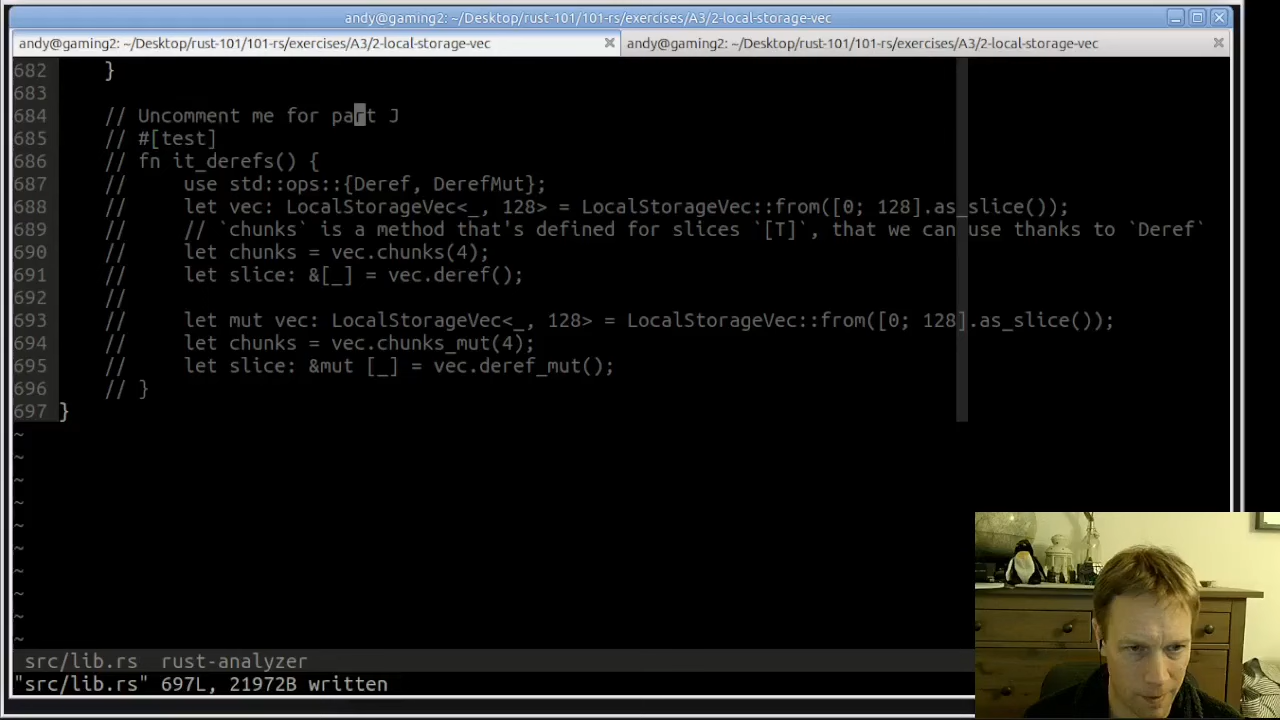 andy@gaming2: ~/Desktop/rust-101/101-rs/exercises/A3/2-local-storage-vec
andy@gaming2: ~/Desktop/rust-101/101-rs/exercises/A3/2-local-storage-vec
andy@gaming2: ~/Desktop/rust-101/101-rs/exercises/A3/2-local-storage-vec
682     }
683
684     // Uncomment me for part J
685     // #[test]
686     // fn it_derefs() {
687     //     use std::ops::{Deref, DerefMut};
688     //     let vec: LocalStorageVec<_, 128> = LocalStorageVec::from([0; 128].as_slice());
689     //     // `chunks` is a method that's defined for slices `[T]`, that we can use thanks to `Deref`
690     //     let chunks = vec.chunks(4);
691     //     let slice: &[_] = vec.deref();
692     //
693     //     let mut vec: LocalStorageVec<_, 128> = LocalStorageVec::from([0; 128].as_slice());
694     //     let chunks = vec.chunks_mut(4);
695     //     let slice: &mut [_] = vec.deref_mut();
696     // }
697 }
~
~
~
~
~
~
~
~
~
~
src/lib.rs  rust-analyzer
"src/lib.rs" 697L, 21972B written